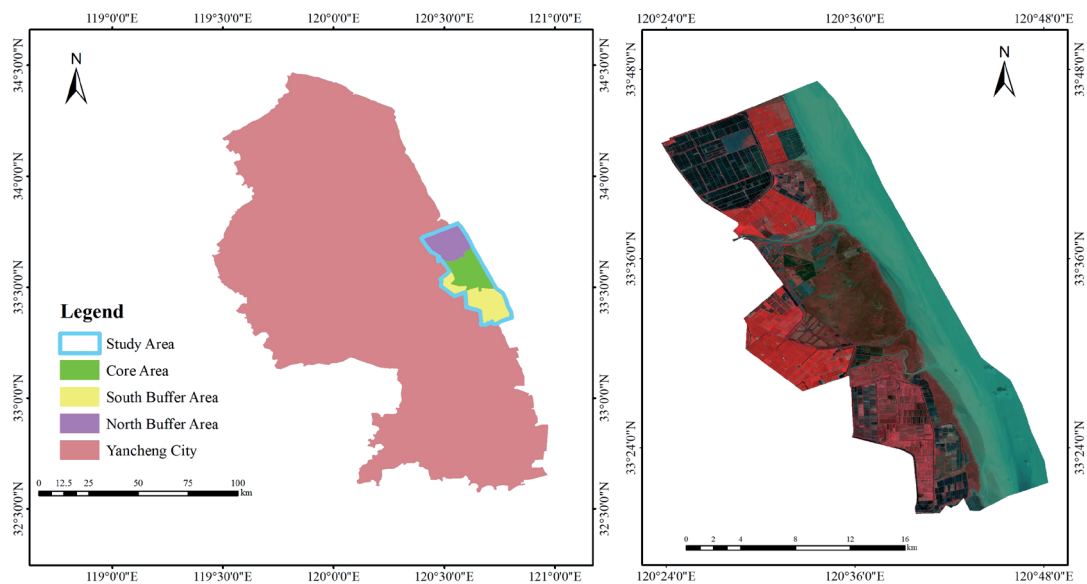 119°0'0"E 119°30'0"E 120°0'0"E 120°30'0"E 121°0'0"E
34°30'0"N
34°0'0"N
33°30'0"N
33°0'0"N
32°30'0"N
N
Legend
Study Area
Core Area
South Buffer Area
North Buffer Area
Yancheng City
0 12.5 25 50 75 100
km
34°30'0"N
34°0'0"N
33°30'0"N
33°0'0"N
32°30'0"N
119°0'0"E 119°30'0"E 120°0'0"E 120°30'0"E 121°0'0"E
120°24'0"E 120°36'0"E 120°48'0"E
33°48'0"N
33°36'0"N
33°24'0"N
N
0 2 4 8 12 16
km
33°48'0"N
33°36'0"N
33°24'0"N
120°24'0"E 120°36'0"E 120°48'0"E